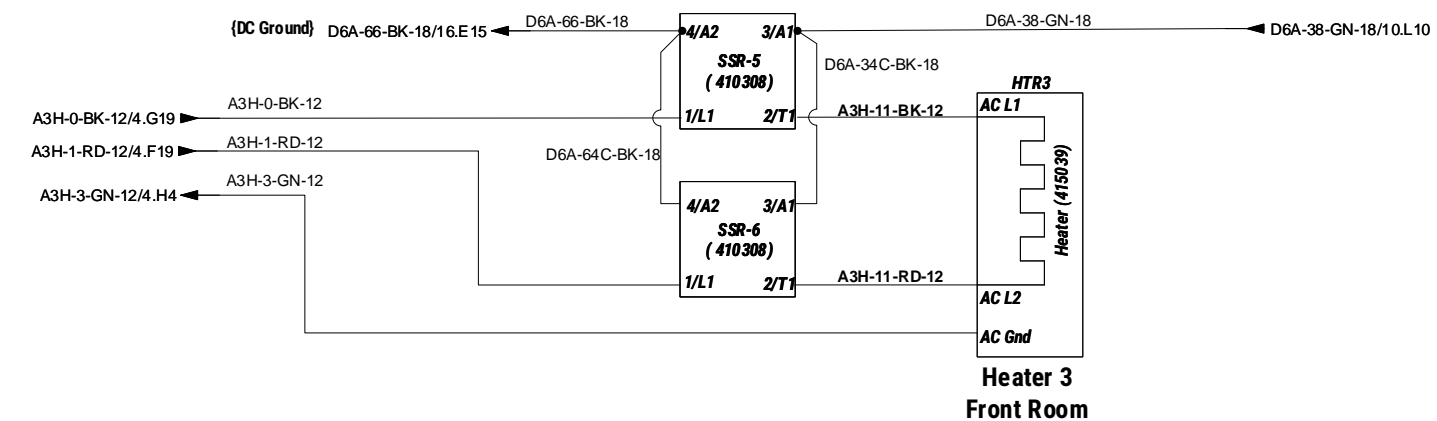 {DC Ground} D6A-66-BK-18/16.E15
D6A-66-BK-18
4/A2
3/A1
D6A-38-GN-18
D6A-38-GN-18/10.L10
SSR-5
( 410308)
D6A-34C-BK-18
HTR3
A3H-0-BK-12/4.G19
A3H-0-BK-12
1/L1
2/T1
A3H-11-BK-12
AC L1
A3H-1-RD-12/4.F19
A3H-1-RD-12
D6A-64C-BK-18
Heater (415039)
A3H-3-GN-12/4.H4
A3H-3-GN-12
4/A2
3/A1
SSR-6
( 410308)
1/L1
2/T1
A3H-11-RD-12
AC L2
AC Gnd
Heater 3
Front Room